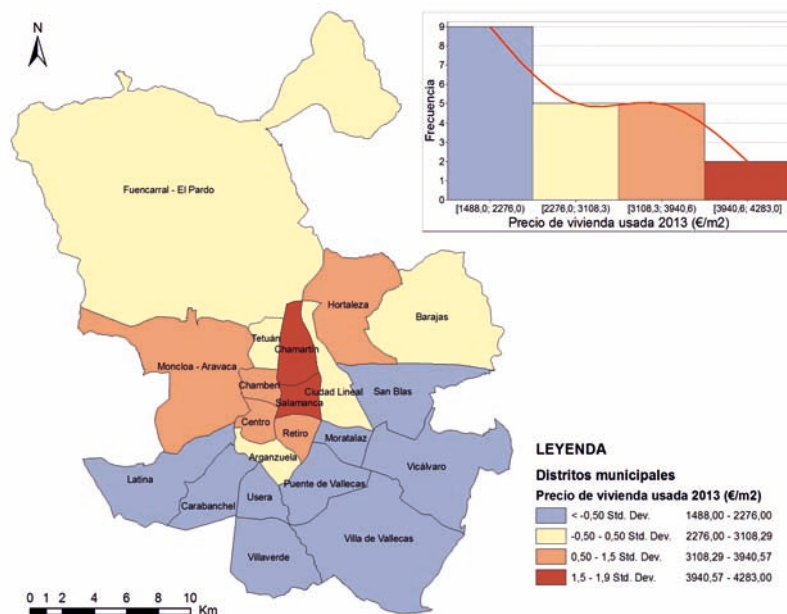 N
Fuencarral - El Pardo
Hortaleza
Barajas
Tetuán
Chamartín
Moncloa - Aravaca
Chamberí
Ciudad Lineal
San Blas
Salamanca
Centro
Retiro
Moratalaz
Arganzuela
Vicálvaro
Latina
Puente de Vallecas
Carabanchel
Usera
Villa de Vallecas
Villaverde
0 2 4 6 8 10
Km
Frecuencia
9
8
7
6
5
4
3
2
1
0
[1488,0; 2276,0) [2276,0; 3108,3) [3108,3; 3940,6) [3940,6; 4283,0]
Precio de vivienda usada 2013 (€/m2)
LEYENDA
Distritos municipales
Precio de vivienda usada 2013 (€/m2)
< -0,50 Std. Dev. 1488,00 - 2276,00
-0,50 - 0,50 Std. Dev. 2276,00 - 3108,29
0,50 - 1,5 Std. Dev. 3108,29 - 3940,57
1,5 - 1,9 Std. Dev. 3940,57 - 4283,00